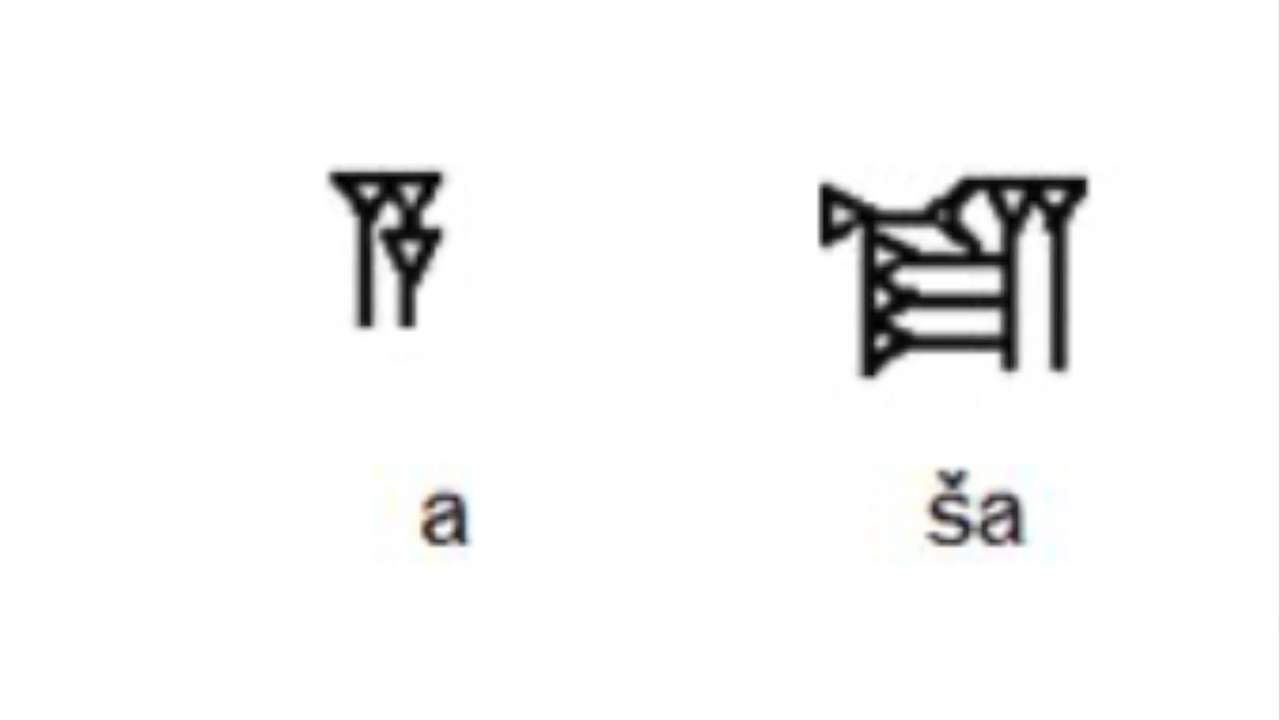 𒀀 𒊭
a ša